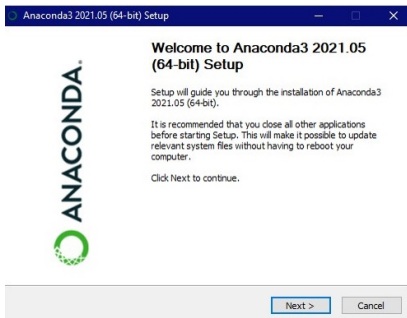 Anaconda3 2021.05 (64-bit) Setup
ANACONDA.
Welcome to Anaconda3 2021.05
(64-bit) Setup
Setup will guide you through the installation of Anaconda3
2021.05 (64-bit).
It is recommended that you close all other applications
before starting Setup. This will make it possible to update
relevant system files without having to reboot your
computer.
Click Next to continue.
Next >
Cancel